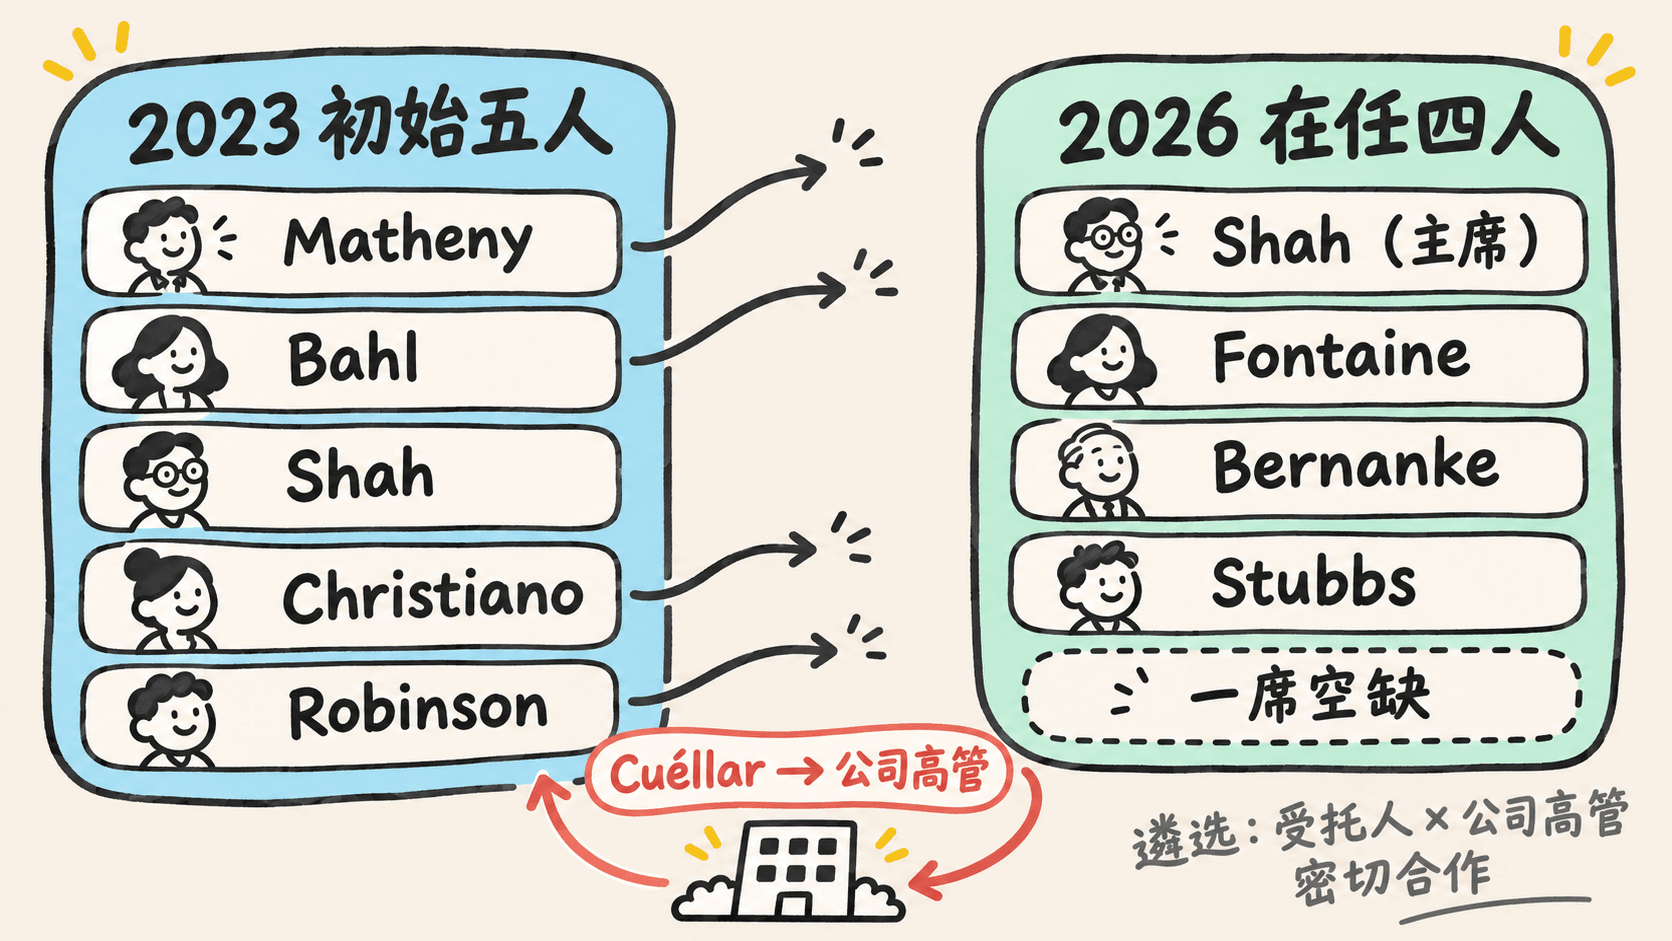 2023 初始五人
Matheny
Bahl
Shah
Christiano
Robinson
2026 在任四人
Shah（主席）
Fontaine
Bernanke
Stubbs
一席空缺
Cuéllar → 公司高管
遴选：受托人 × 公司高管
密切合作